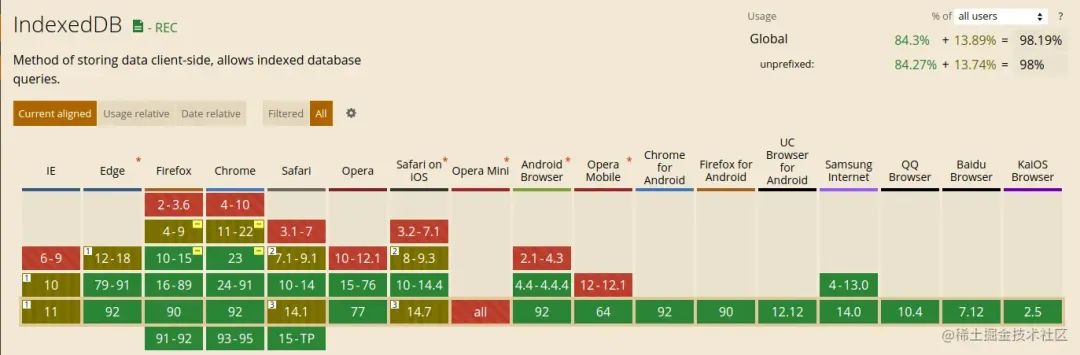 IndexedDB - REC
Usage % of all users ?
Global 84.3% + 13.89% = 98.19%
unprefixed: 84.27% + 13.74% = 98%
Method of storing data client-side, allows indexed database
queries.
Current aligned Usage relative Date relative Filtered All
IE Edge * Firefox Chrome Safari Opera Safari on iOS * Opera Mini * Android Browser * Opera Mobile * Chrome for Android Firefox for Android UC Browser for Android Samsung Internet QQ Browser Baidu Browser KaiOS Browser
2-3.6 4-10
4-9 11-22 3.1-7 3.2-7.1
6-9 1 12-18 10-15 23 2 7.1-9.1 10-12.1 2 8-9.3 2.1-4.3
1 10 79-91 16-89 24-91 10-14 15-76 10-14.4 4.4-4.4.4 12-12.1 4-13.0
1 11 92 90 92 3 14.1 77 3 14.7 all 92 64 92 90 12.12 14.0 10.4 7.12 2.5
91-92 93-95 15-TP
@稀土掘金技术社区